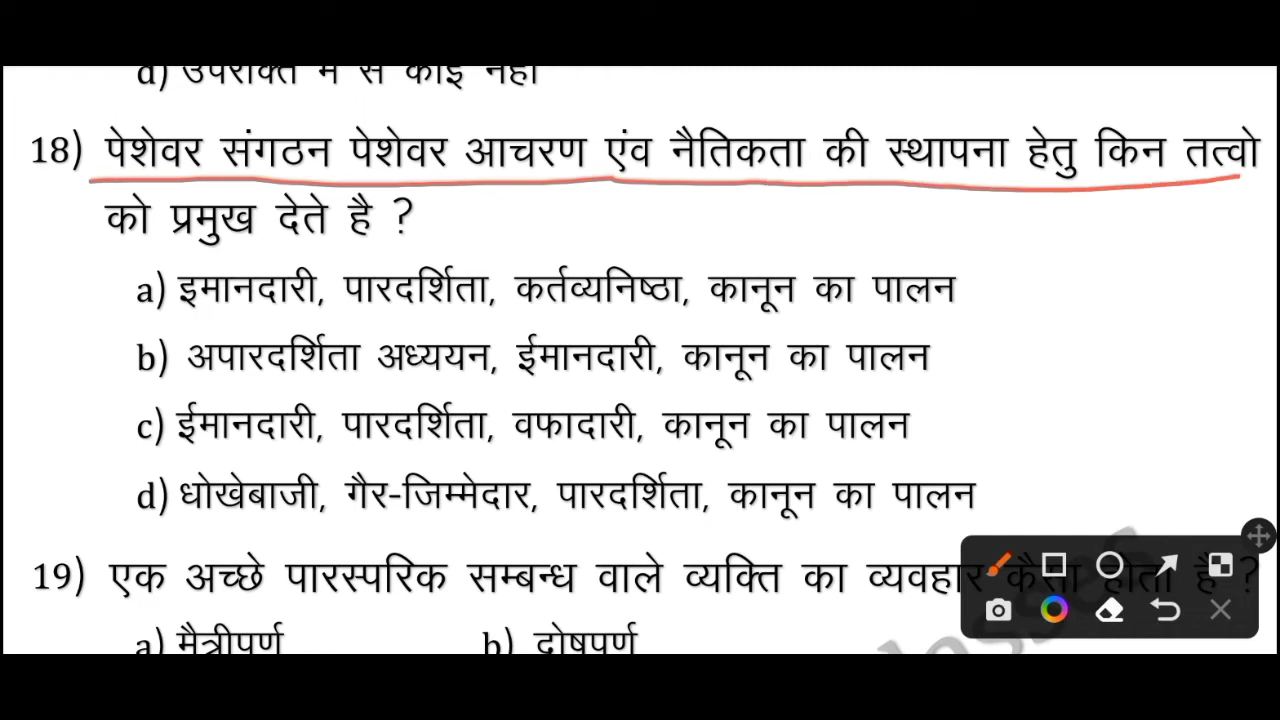 d) उपरोक्त में से कोई नहीं
18) पेशेवर संगठन पेशेवर आचरण एंव नैतिकता की स्थापना हेतु किन तत्वो
को प्रमुख देते है ?
a) इमानदारी, पारदर्शिता, कर्तव्यनिष्ठा, कानून का पालन
b) अपारदर्शिता अध्ययन, ईमानदारी, कानून का पालन
c) ईमानदारी, पारदर्शिता, वफादारी, कानून का पालन
d) धोखेबाजी, गैर-जिम्मेदार, पारदर्शिता, कानून का पालन
19) एक अच्छे पारस्परिक सम्बन्ध वाले व्यक्ति का व्यवहार कैसा होता है ?
a) मैत्रीपूर्ण b) दोषपूर्ण